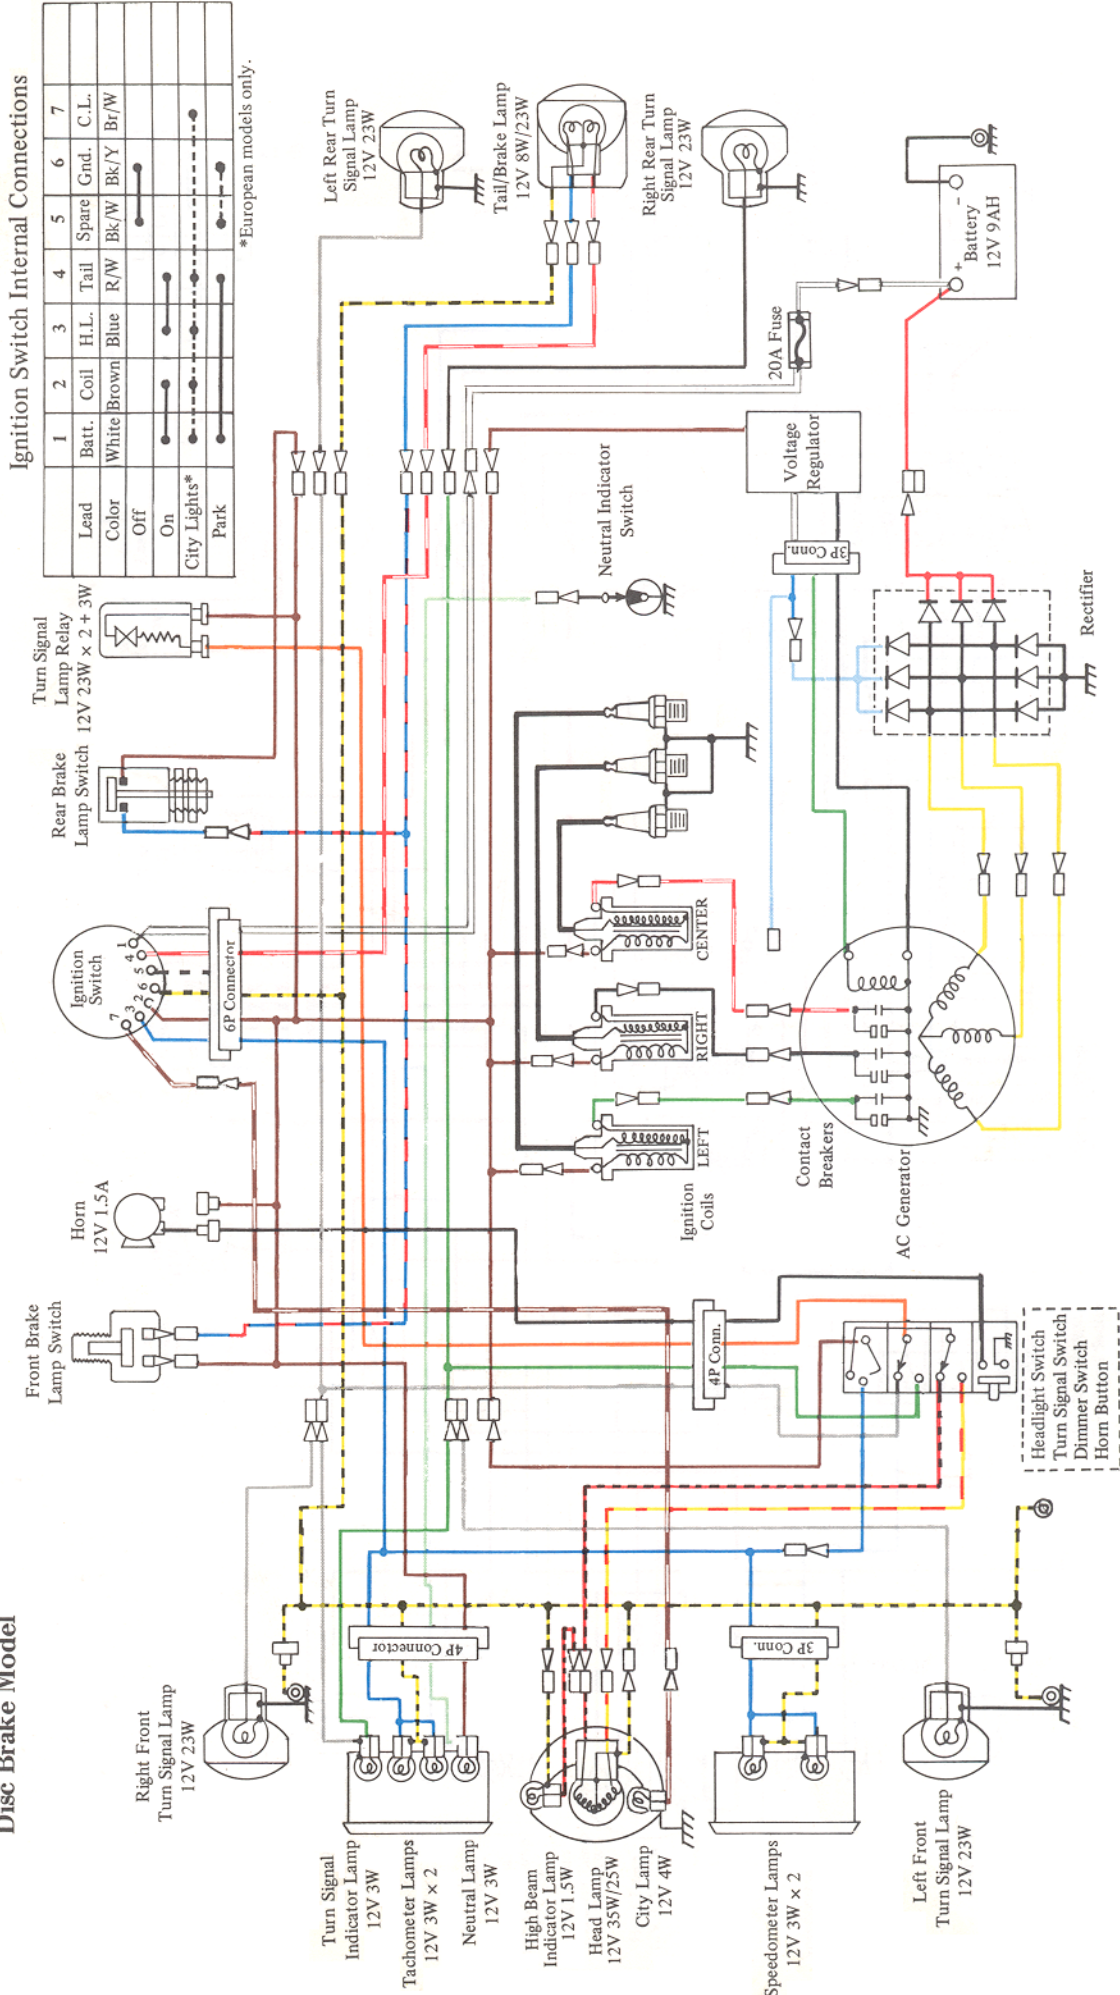 Disc Brake Model
Ignition Switch Internal Connections
1 2 3 4 5 6 7
Lead Batt. Coil H.L. Tail Spare Gnd. C.L.
Color White Brown Blue R/W Bk/W Bk/Y Br/W
Off
On
City Lights*
Park
*European models only.
Front Brake
Lamp Switch
Horn
12V 1.5A
Ignition
Switch
7 3 2 6 5 4 1
6P Connector
Rear Brake
Lamp Switch
Turn Signal
Lamp Relay
12V 23W × 2 + 3W
Left Rear Turn
Signal Lamp
12V 23W
Tail/Brake Lamp
12V 8W/23W
Right Rear Turn
Signal Lamp
12V 23W
Right Front
Turn Signal Lamp
12V 23W
Turn Signal
Indicator Lamp
12V 3W
Tachometer Lamps
12V 3W × 2
Neutral Lamp
12V 3W
4P Connector
High Beam
Indicator Lamp
12V 1.5W
Head Lamp
12V 35W/25W
City Lamp
12V 4W
Speedometer Lamps
12V 3W × 2
3P Conn.
Left Front
Turn Signal Lamp
12V 23W
4P Conn.
Headlight Switch
Turn Signal Switch
Dimmer Switch
Horn Button
Ignition
Coils
LEFT
RIGHT
CENTER
Contact
Breakers
AC Generator
Neutral Indicator
Switch
20A Fuse
Voltage
Regulator
3P Conn.
Rectifier
+ -
Battery
12V 9AH